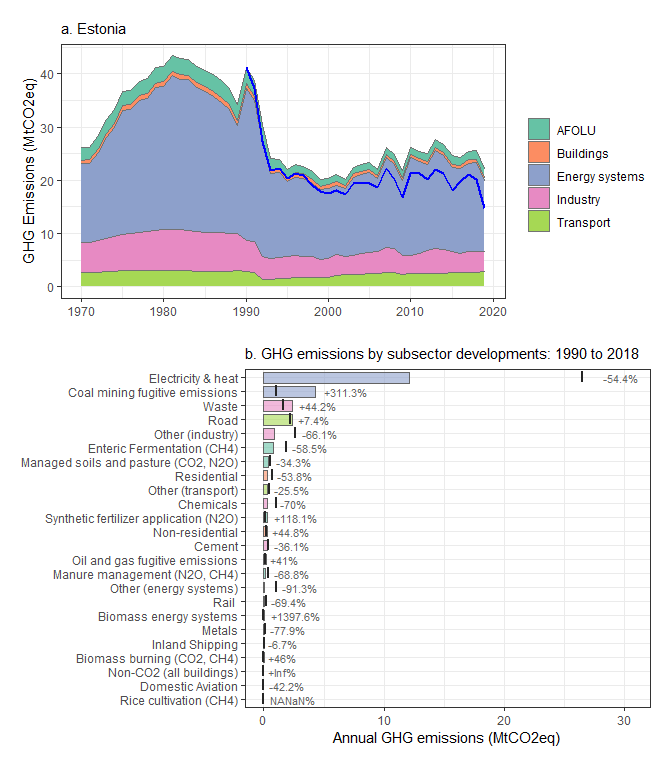 a. Estonia
GHG Emissions (MtCO2eq)
40
30
20
10
0
1970
1980
1990
2000
2010
2020
AFOLU
Buildings
Energy systems
Industry
Transport
b. GHG emissions by subsector developments: 1990 to 2018
Electricity & heat -54.4%
Coal mining fugitive emissions +311.3%
Waste +44.2%
Road +7.4%
Other (industry) -66.1%
Enteric Fermentation (CH4) -58.5%
Managed soils and pasture (CO2, N2O) -34.3%
Residential -53.8%
Other (transport) -25.5%
Chemicals -70%
Synthetic fertilizer application (N2O) +118.1%
Non-residential +44.8%
Cement -36.1%
Oil and gas fugitive emissions +41%
Manure management (N2O, CH4) -68.8%
Other (energy systems) -91.3%
Rail -69.4%
Biomass energy systems +1397.6%
Metals -77.9%
Inland Shipping -6.7%
Biomass burning (CO2, CH4) +46%
Non-CO2 (all buildings) +Inf%
Domestic Aviation -42.2%
Rice cultivation (CH4) NANaN%
0
10
20
30
Annual GHG emissions (MtCO2eq)